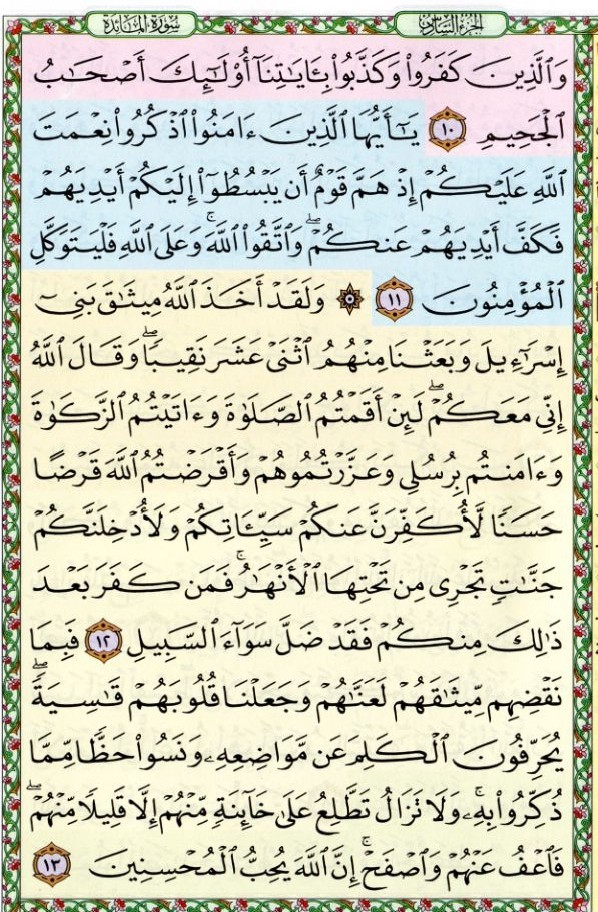 الجزء السادس
سورة المائدة
وَٱلَّذِينَ كَفَرُوا۟ وَكَذَّبُوا۟ بِـَٔايَٰتِنَآ أُو۟لَٰٓئِكَ أَصْحَٰبُ
ٱلْجَحِيمِ ١٠ يَٰٓأَيُّهَا ٱلَّذِينَ ءَامَنُوا۟ ٱذْكُرُوا۟ نِعْمَتَ
ٱللَّهِ عَلَيْكُمْ إِذْ هَمَّ قَوْمٌ أَن يَبْسُطُوٓا۟ إِلَيْكُمْ أَيْدِيَهُمْ
فَكَفَّ أَيْدِيَهُمْ عَنكُمْ ۖ وَٱتَّقُوا۟ ٱللَّهَ ۚ وَعَلَى ٱللَّهِ فَلْيَتَوَكَّلِ
ٱلْمُؤْمِنُونَ ١١ ۞ وَلَقَدْ أَخَذَ ٱللَّهُ مِيثَٰقَ بَنِىٓ
إِسْرَٰٓءِيلَ وَبَعَثْنَا مِنْهُمُ ٱثْنَىْ عَشَرَ نَقِيبًا ۖ وَقَالَ ٱللَّهُ
إِنِّى مَعَكُمْ ۖ لَئِنْ أَقَمْتُمُ ٱلصَّلَوٰةَ وَءَاتَيْتُمُ ٱلزَّكَوٰةَ
وَءَامَنتُم بِرُسُلِى وَعَزَّرْتُمُوهُمْ وَأَقْرَضْتُمُ ٱللَّهَ قَرْضًا
حَسَنًا لَّأُكَفِّرَنَّ عَنكُمْ سَيِّـَٔاتِكُمْ وَلَأُدْخِلَنَّكُمْ
جَنَّٰتٍ تَجْرِى مِن تَحْتِهَا ٱلْأَنْهَٰرُ ۚ فَمَن كَفَرَ بَعْدَ
ذَٰلِكَ مِنكُمْ فَقَدْ ضَلَّ سَوَآءَ ٱلسَّبِيلِ ١٢ فَبِمَا
نَقْضِهِم مِّيثَٰقَهُمْ لَعَنَّٰهُمْ وَجَعَلْنَا قُلُوبَهُمْ قَٰسِيَةً ۖ
يُحَرِّفُونَ ٱلْكَلِمَ عَن مَّوَاضِعِهِۦ ۙ وَنَسُوا۟ حَظًّا مِّمَّا
ذُكِّرُوا۟ بِهِۦ ۚ وَلَا تَزَالُ تَطَّلِعُ عَلَىٰ خَآئِنَةٍ مِّنْهُمْ إِلَّا قَلِيلًا مِّنْهُمْ ۖ
فَٱعْفُ عَنْهُمْ وَٱصْفَحْ ۚ إِنَّ ٱللَّهَ يُحِبُّ ٱلْمُحْسِنِينَ ١٣